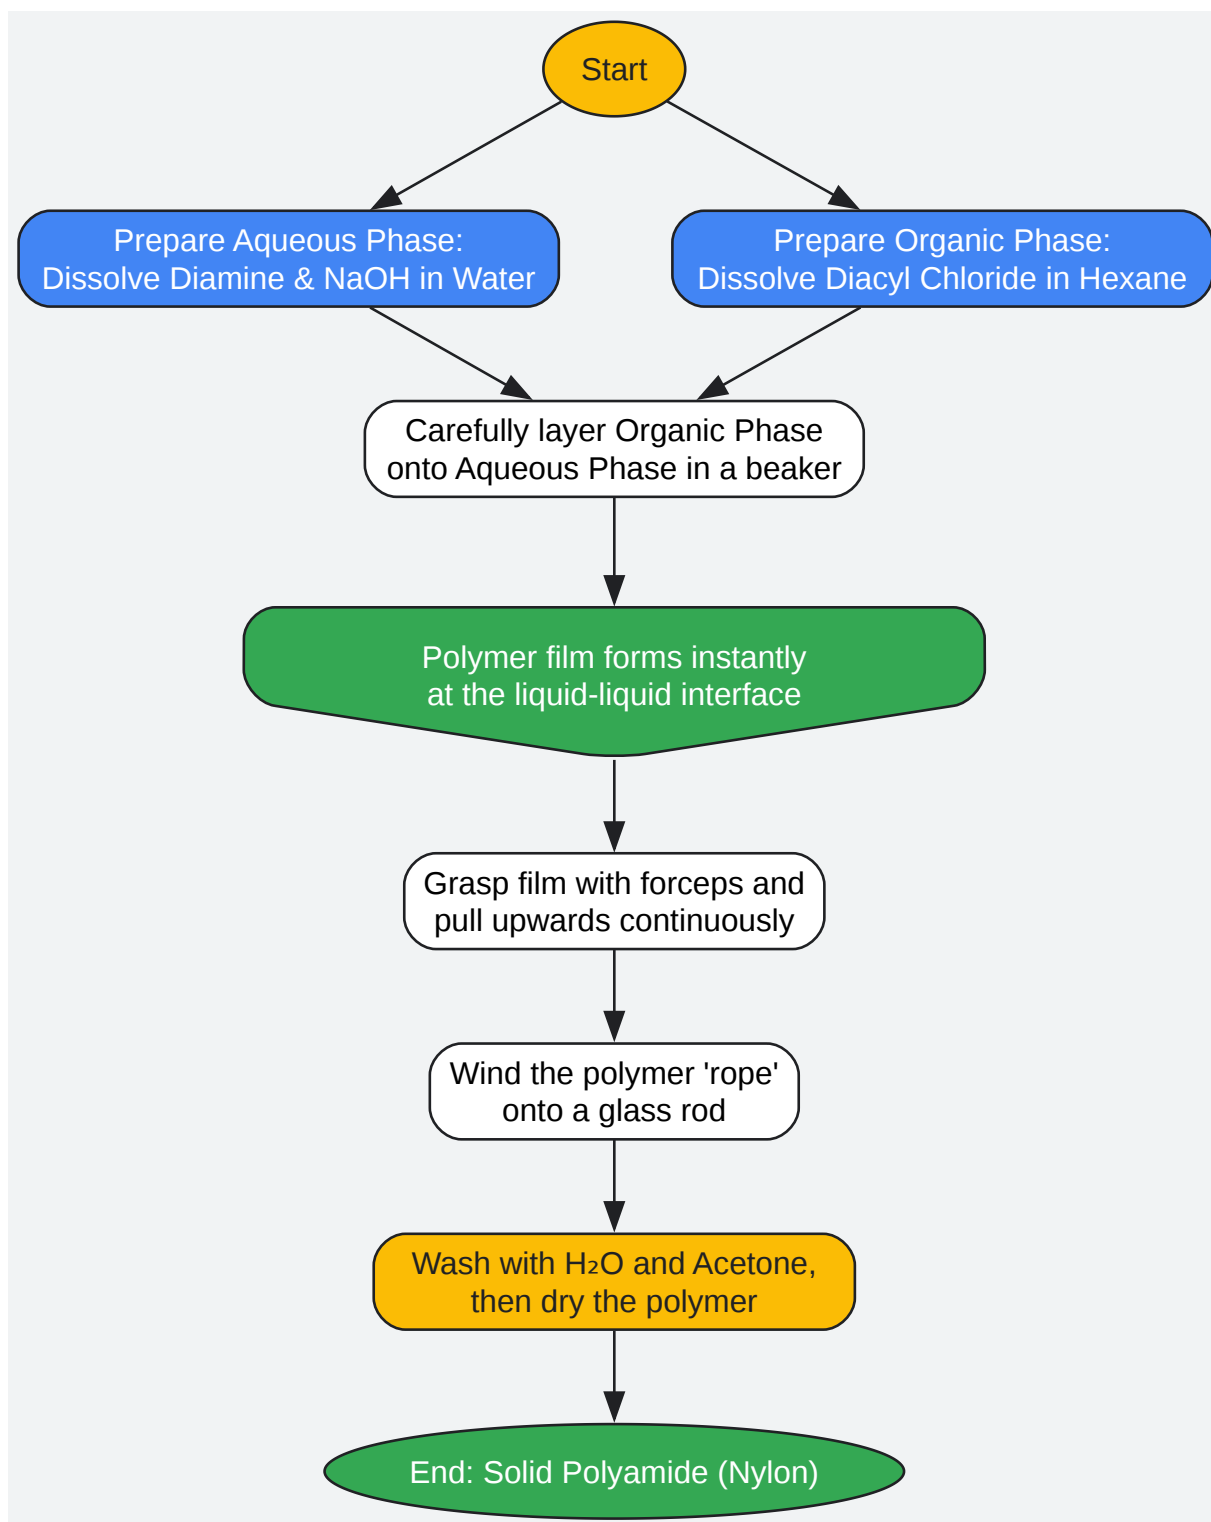 Start
Prepare Aqueous Phase:
Dissolve Diamine & NaOH in Water
Prepare Organic Phase:
Dissolve Diacyl Chloride in Hexane
Carefully layer Organic Phase
onto Aqueous Phase in a beaker
Polymer film forms instantly
at the liquid-liquid interface
Grasp film with forceps and
pull upwards continuously
Wind the polymer 'rope'
onto a glass rod
Wash with H₂O and Acetone,
then dry the polymer
End: Solid Polyamide (Nylon)